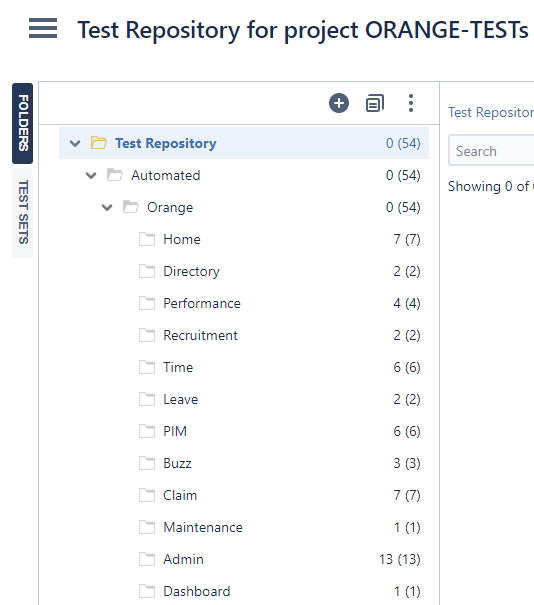 Test Repository for project ORANGE-TESTs
FOLDERS
TEST SETS
Test Repository 0 (54)
Automated 0 (54)
Orange 0 (54)
Home 7 (7)
Directory 2 (2)
Performance 4 (4)
Recruitment 2 (2)
Time 6 (6)
Leave 2 (2)
PIM 6 (6)
Buzz 3 (3)
Claim 7 (7)
Maintenance 1 (1)
Admin 13 (13)
Dashboard 1 (1)
Test Repositor
Search
Showing 0 of